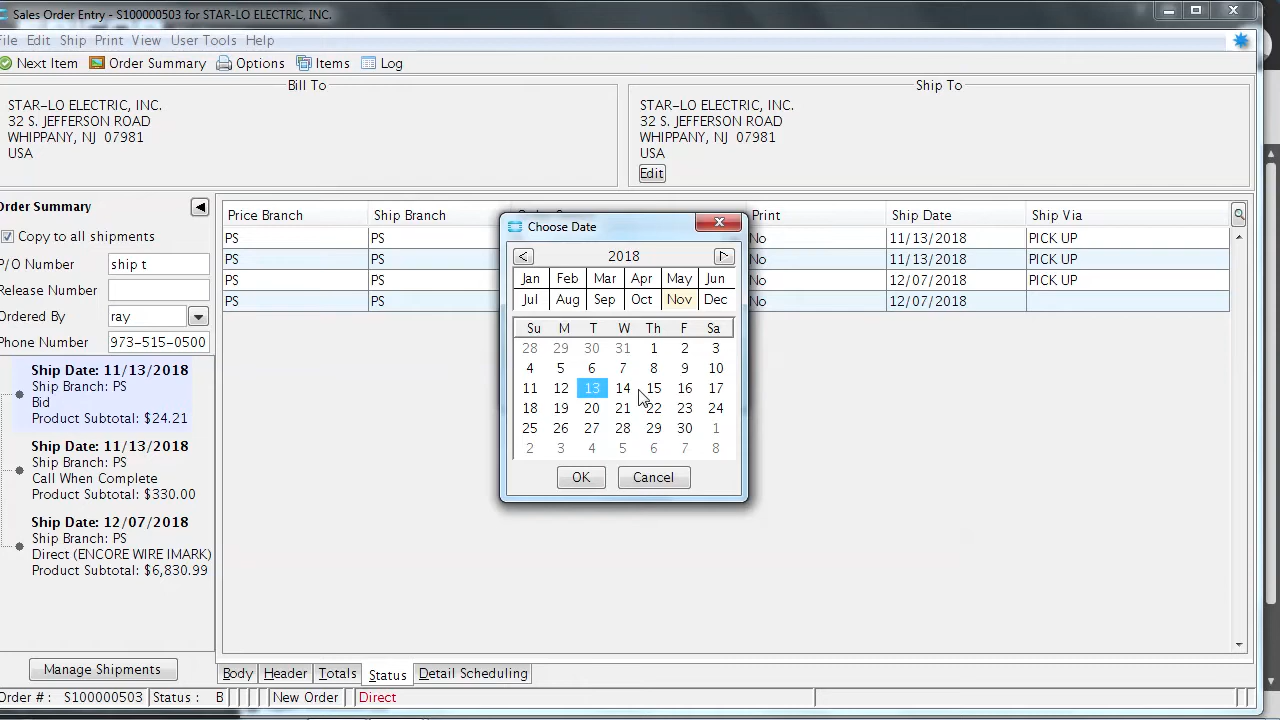 Sales Order Entry - S100000503 for STAR-LO ELECTRIC, INC.
File Edit Ship Print View User Tools Help
Next Item Order Summary Options Items Log
Bill To
STAR-LO ELECTRIC, INC.
32 S. JEFFERSON ROAD
WHIPPANY, NJ 07981
USA
Ship To
STAR-LO ELECTRIC, INC.
32 S. JEFFERSON ROAD
WHIPPANY, NJ 07981
USA
Edit
Order Summary
Copy to all shipments
P/O Number ship t
Release Number
Ordered By ray
Phone Number 973-515-0500
Ship Date: 11/13/2018
Ship Branch: PS
Bid
Product Subtotal: $24.21
Ship Date: 11/13/2018
Ship Branch: PS
Call When Complete
Product Subtotal: $330.00
Ship Date: 12/07/2018
Ship Branch: PS
Direct (ENCORE WIRE IMARK)
Product Subtotal: $6,830.99
Manage Shipments
Price Branch Ship Branch Print Ship Date Ship Via
PS PS No 11/13/2018 PICK UP
PS PS No 11/13/2018 PICK UP
PS PS No 12/07/2018 PICK UP
PS PS No 12/07/2018
Choose Date
< 2018
Jan Feb Mar Apr May Jun
Jul Aug Sep Oct Nov Dec
Su M T W Th F Sa
28 29 30 31 1 2 3
4 5 6 7 8 9 10
11 12 13 14 15 16 17
18 19 20 21 22 23 24
25 26 27 28 29 30 1
2 3 4 5 6 7 8
OK Cancel
Body Header Totals Status Detail Scheduling
Order # : S100000503 Status : B New Order Direct